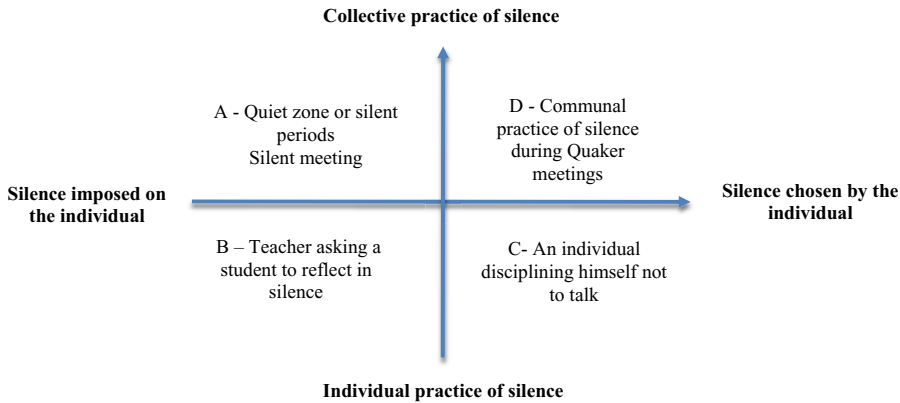 Collective practice of silence
A - Quiet zone or silent
periods
Silent meeting
D - Communal
practice of silence
during Quaker
meetings
Silence imposed on
the individual
Silence chosen by the
individual
B – Teacher asking a
student to reflect in
silence
C- An individual
disciplining himself not
to talk
Individual practice of silence